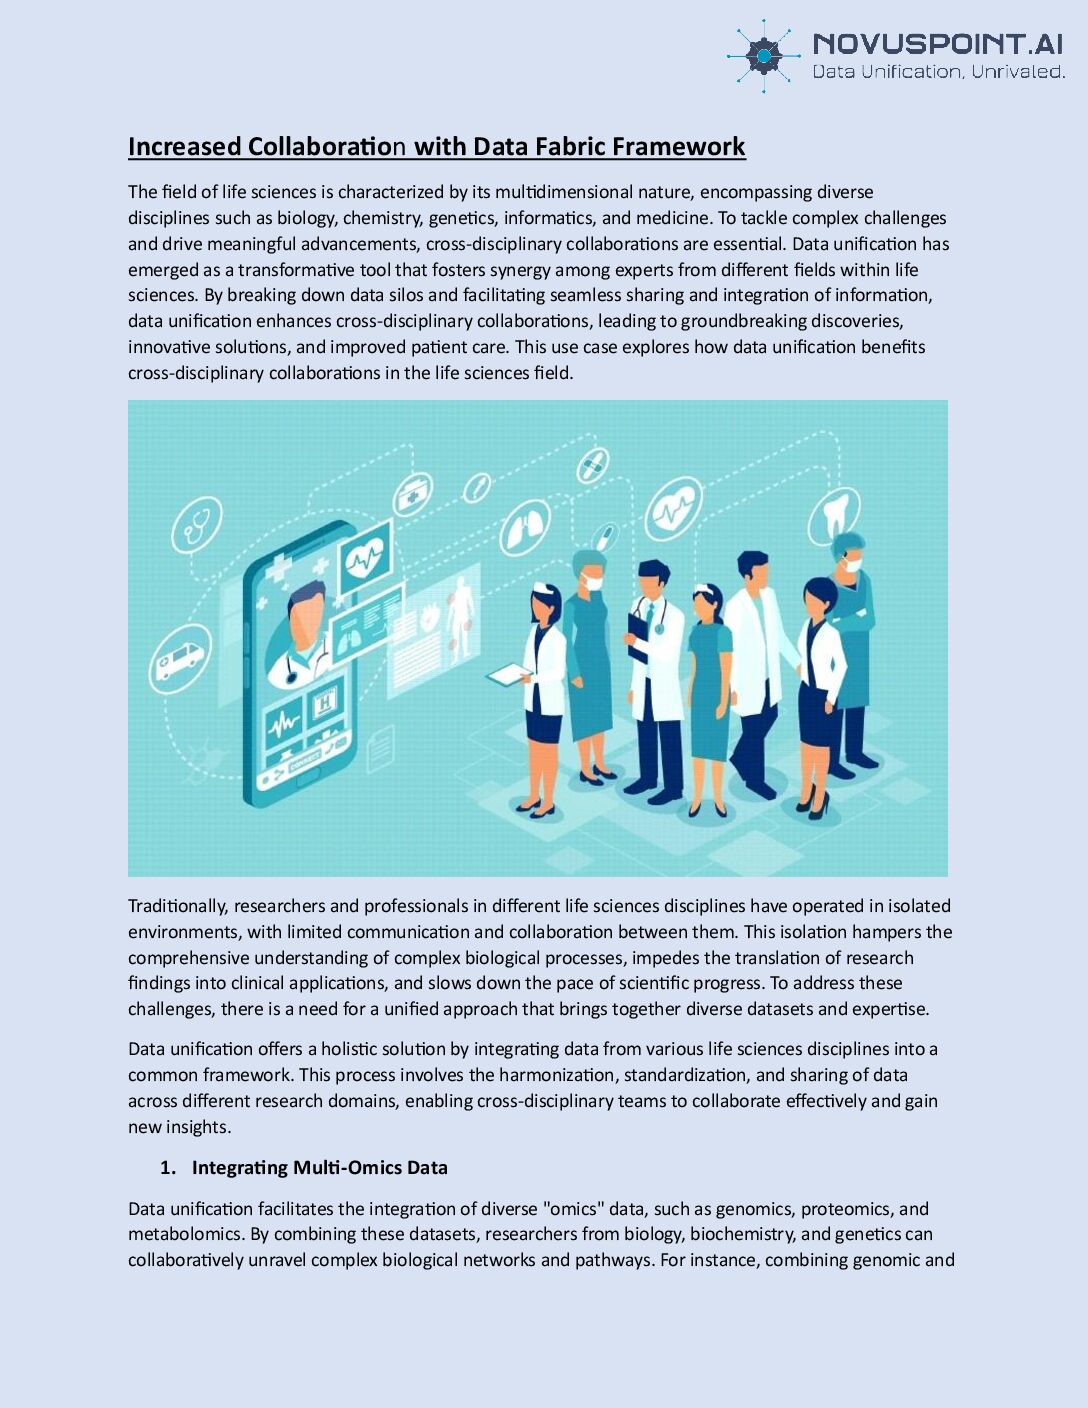 NOVUSPOINT.AI
Data Unification, Unrivaled.
Increased Collaboration with Data Fabric Framework
The field of life sciences is characterized by its multidimensional nature, encompassing diverse
disciplines such as biology, chemistry, genetics, informatics, and medicine. To tackle complex challenges
and drive meaningful advancements, cross-disciplinary collaborations are essential. Data unification has
emerged as a transformative tool that fosters synergy among experts from different fields within life
sciences. By breaking down data silos and facilitating seamless sharing and integration of information,
data unification enhances cross-disciplinary collaborations, leading to groundbreaking discoveries,
innovative solutions, and improved patient care. This use case explores how data unification benefits
cross-disciplinary collaborations in the life sciences field.
H
CONNECT
Traditionally, researchers and professionals in different life sciences disciplines have operated in isolated
environments, with limited communication and collaboration between them. This isolation hampers the
comprehensive understanding of complex biological processes, impedes the translation of research
findings into clinical applications, and slows down the pace of scientific progress. To address these
challenges, there is a need for a unified approach that brings together diverse datasets and expertise.
Data unification offers a holistic solution by integrating data from various life sciences disciplines into a
common framework. This process involves the harmonization, standardization, and sharing of data
across different research domains, enabling cross-disciplinary teams to collaborate effectively and gain
new insights.
1. Integrating Multi-Omics Data
Data unification facilitates the integration of diverse "omics" data, such as genomics, proteomics, and
metabolomics. By combining these datasets, researchers from biology, biochemistry, and genetics can
collaboratively unravel complex biological networks and pathways. For instance, combining genomic and